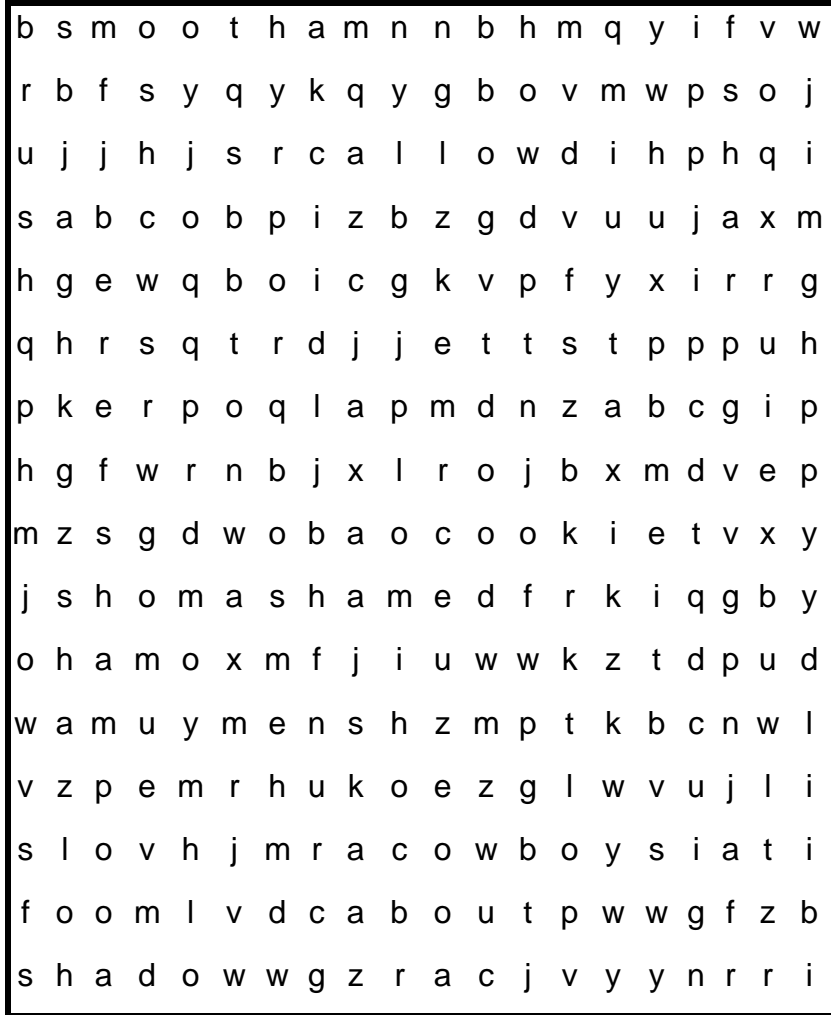 b s m o o t h a m n n b h m q y i f v w
r b f s y q y k q y g b o v m w p s o j
u j j h j s r c a l l o w d i h p h q i
s a b c o b p i z b z g d v u u j a x m
h g e w q b o i c g k v p f y x i r r g
q h r s q t r d j j e t t s t p p p u h
p k e r p o q l a p m d n z a b c g i p
h g f w r n b j x l r o j b x m d v e p
m z s g d w o b a o c o o k i e t v x y
j s h o m a s h a m e d f r k i q g b y
o h a m o x m f j i u w w k z t d p u d
w a m u y m e n s h z m p t k b c n w l
v z p e m r h u k o e z g l w v u j l i
s l o v h j m r a c o w b o y s i a t i
f o o m l v d c a b o u t p w w g f z b
s h a d o w w g z r a c j v y y n r r i